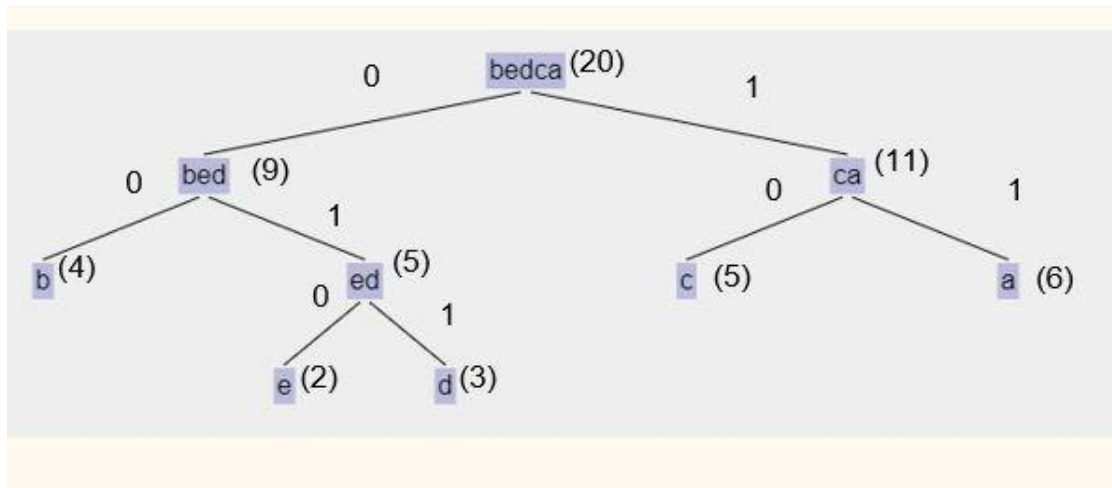 0 bedca (20) 1
0 bed (9) 1 0 ca (11) 1
b (4) 0 ed (5) 1 c (5) a (6)
e (2) d (3)